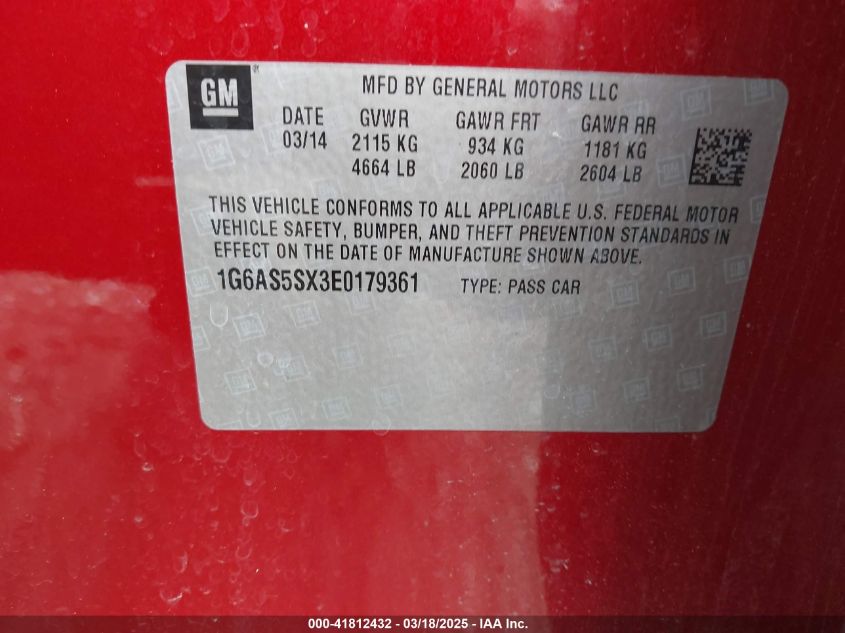 GM
MFD BY GENERAL MOTORS LLC
DATE GVWR GAWR FRT GAWR RR
03/14 2115 KG 934 KG 1181 KG
4664 LB 2060 LB 2604 LB
THIS VEHICLE CONFORMS TO ALL APPLICABLE U.S. FEDERAL MOTOR
VEHICLE SAFETY, BUMPER, AND THEFT PREVENTION STANDARDS IN
EFFECT ON THE DATE OF MANUFACTURE SHOWN ABOVE.
1G6AS5SX3E0179361 TYPE: PASS CAR
000-41812432 - 03/18/2025 - IAA Inc.